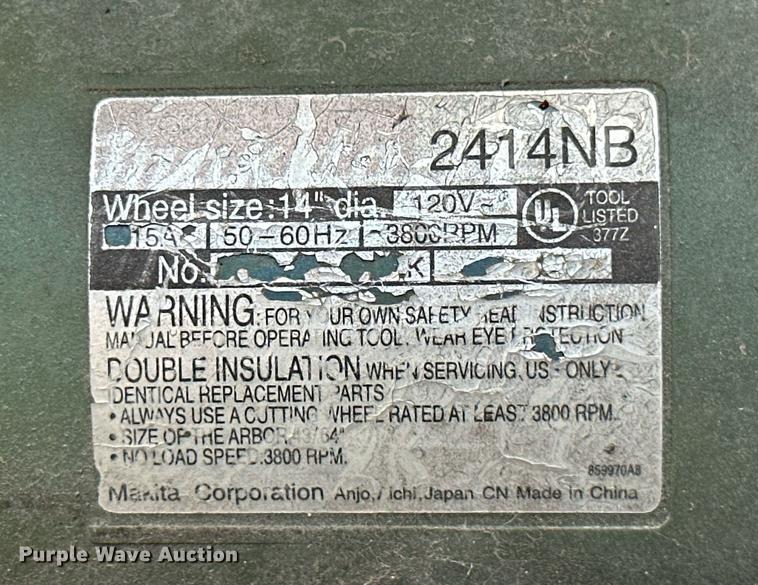 2414NB
Wheel size:14" dia. 120V~
15A 50-60Hz 3800RPM
UL TOOL
LISTED
377Z
No. K
WARNING: FOR YOUR OWN SAFETY READ INSTRUCTION
MANUAL BEFORE OPERATING TOOL. WEAR EYE PROTECTION
DOUBLE INSULATION WHEN SERVICING, USE ONLY
IDENTICAL REPLACEMENT PARTS
• ALWAYS USE A CUTTING WHEEL RATED AT LEAST 3800 RPM.
• SIZE OF THE ARBOR 43/64"
• NO LOAD SPEED.3800 RPM.
859970A8
Makita Corporation Anjo, Aichi, Japan CN Made in China
Purple Wave Auction